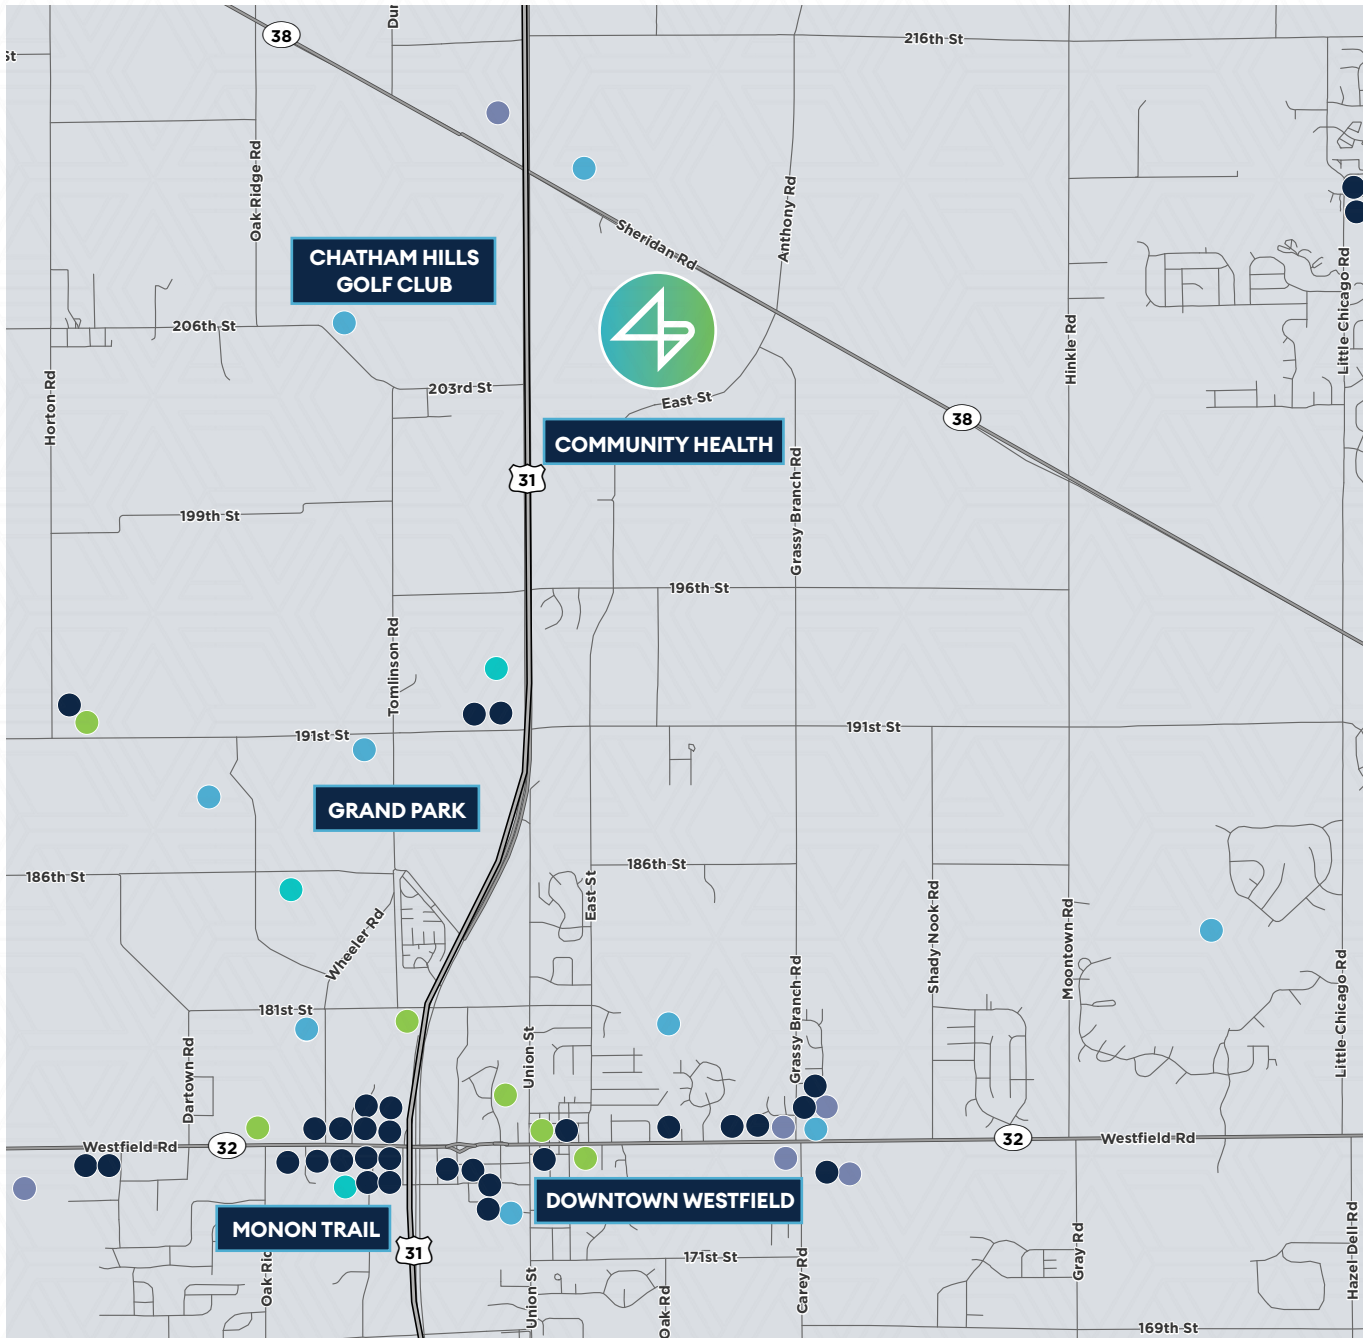 38
Dur
216th St
St
Oak Ridge Rd
Anthony Rd
Sheridan Rd
CHATHAM HILLS
GOLF CLUB
Little Chicago Rd
206th St
Hinkle Rd
203rd St
Horton Rd
East St
38
COMMUNITY HEALTH
31
Grassy Branch Rd
199th St
196th St
Tomlinson Rd
191st St
191st St
GRAND PARK
186th St
186th St
East St
Shady Nook Rd
Moontown Rd
Wheeler Rd
Grassy Branch Rd
Little Chicago Rd
181st St
Union St
Dartown Rd
Westfield Rd
32
32
Westfield Rd
DOWNTOWN WESTFIELD
MONON TRAIL
31
171st St
Oak Ric
Union St
Oak Rd
Carey Rd
Gray Rd
Hazel Dell Rd
169th St